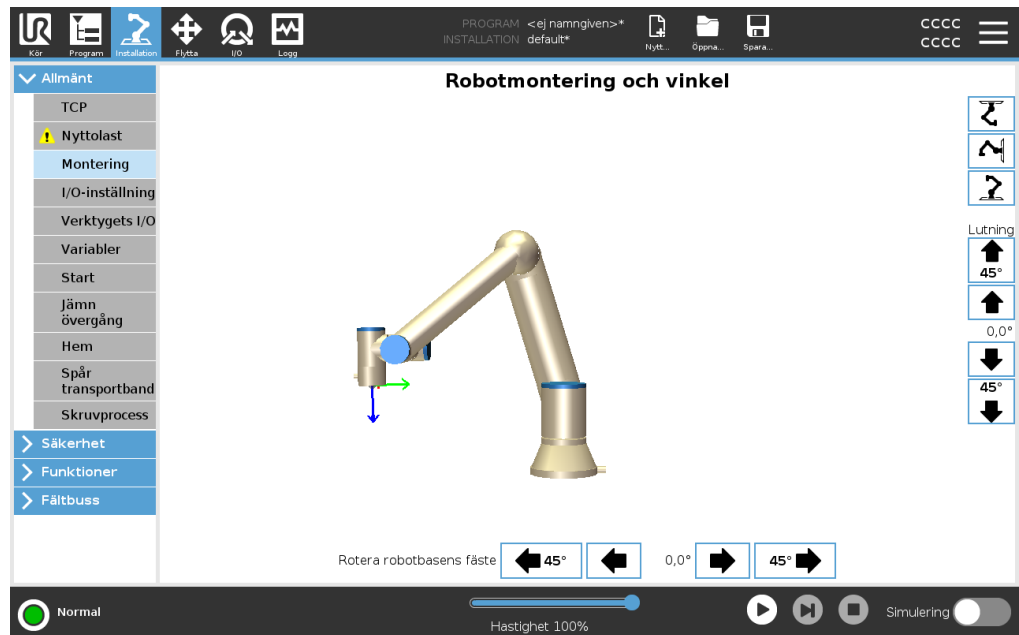 PROGRAM <ej namngiven>*
INSTALLATION default*
UR
Kör
Program
Installation
Flytta
I/O
Logg
Nytt...
Öppna...
Spara...
CCCC
CCCC
Allmänt
TCP
Nyttolast
Montering
I/O-inställning
Verktygets I/O
Variabler
Start
Jämn
övergång
Hem
Spår
transportband
Skruvprocess
Säkerhet
Funktioner
Fältbuss
Robotmontering och vinkel
Lutning
45°
0,0°
45°
Rotera robotbasens fäste
45°
0,0°
45°
Normal
Hastighet 100%
Simulering